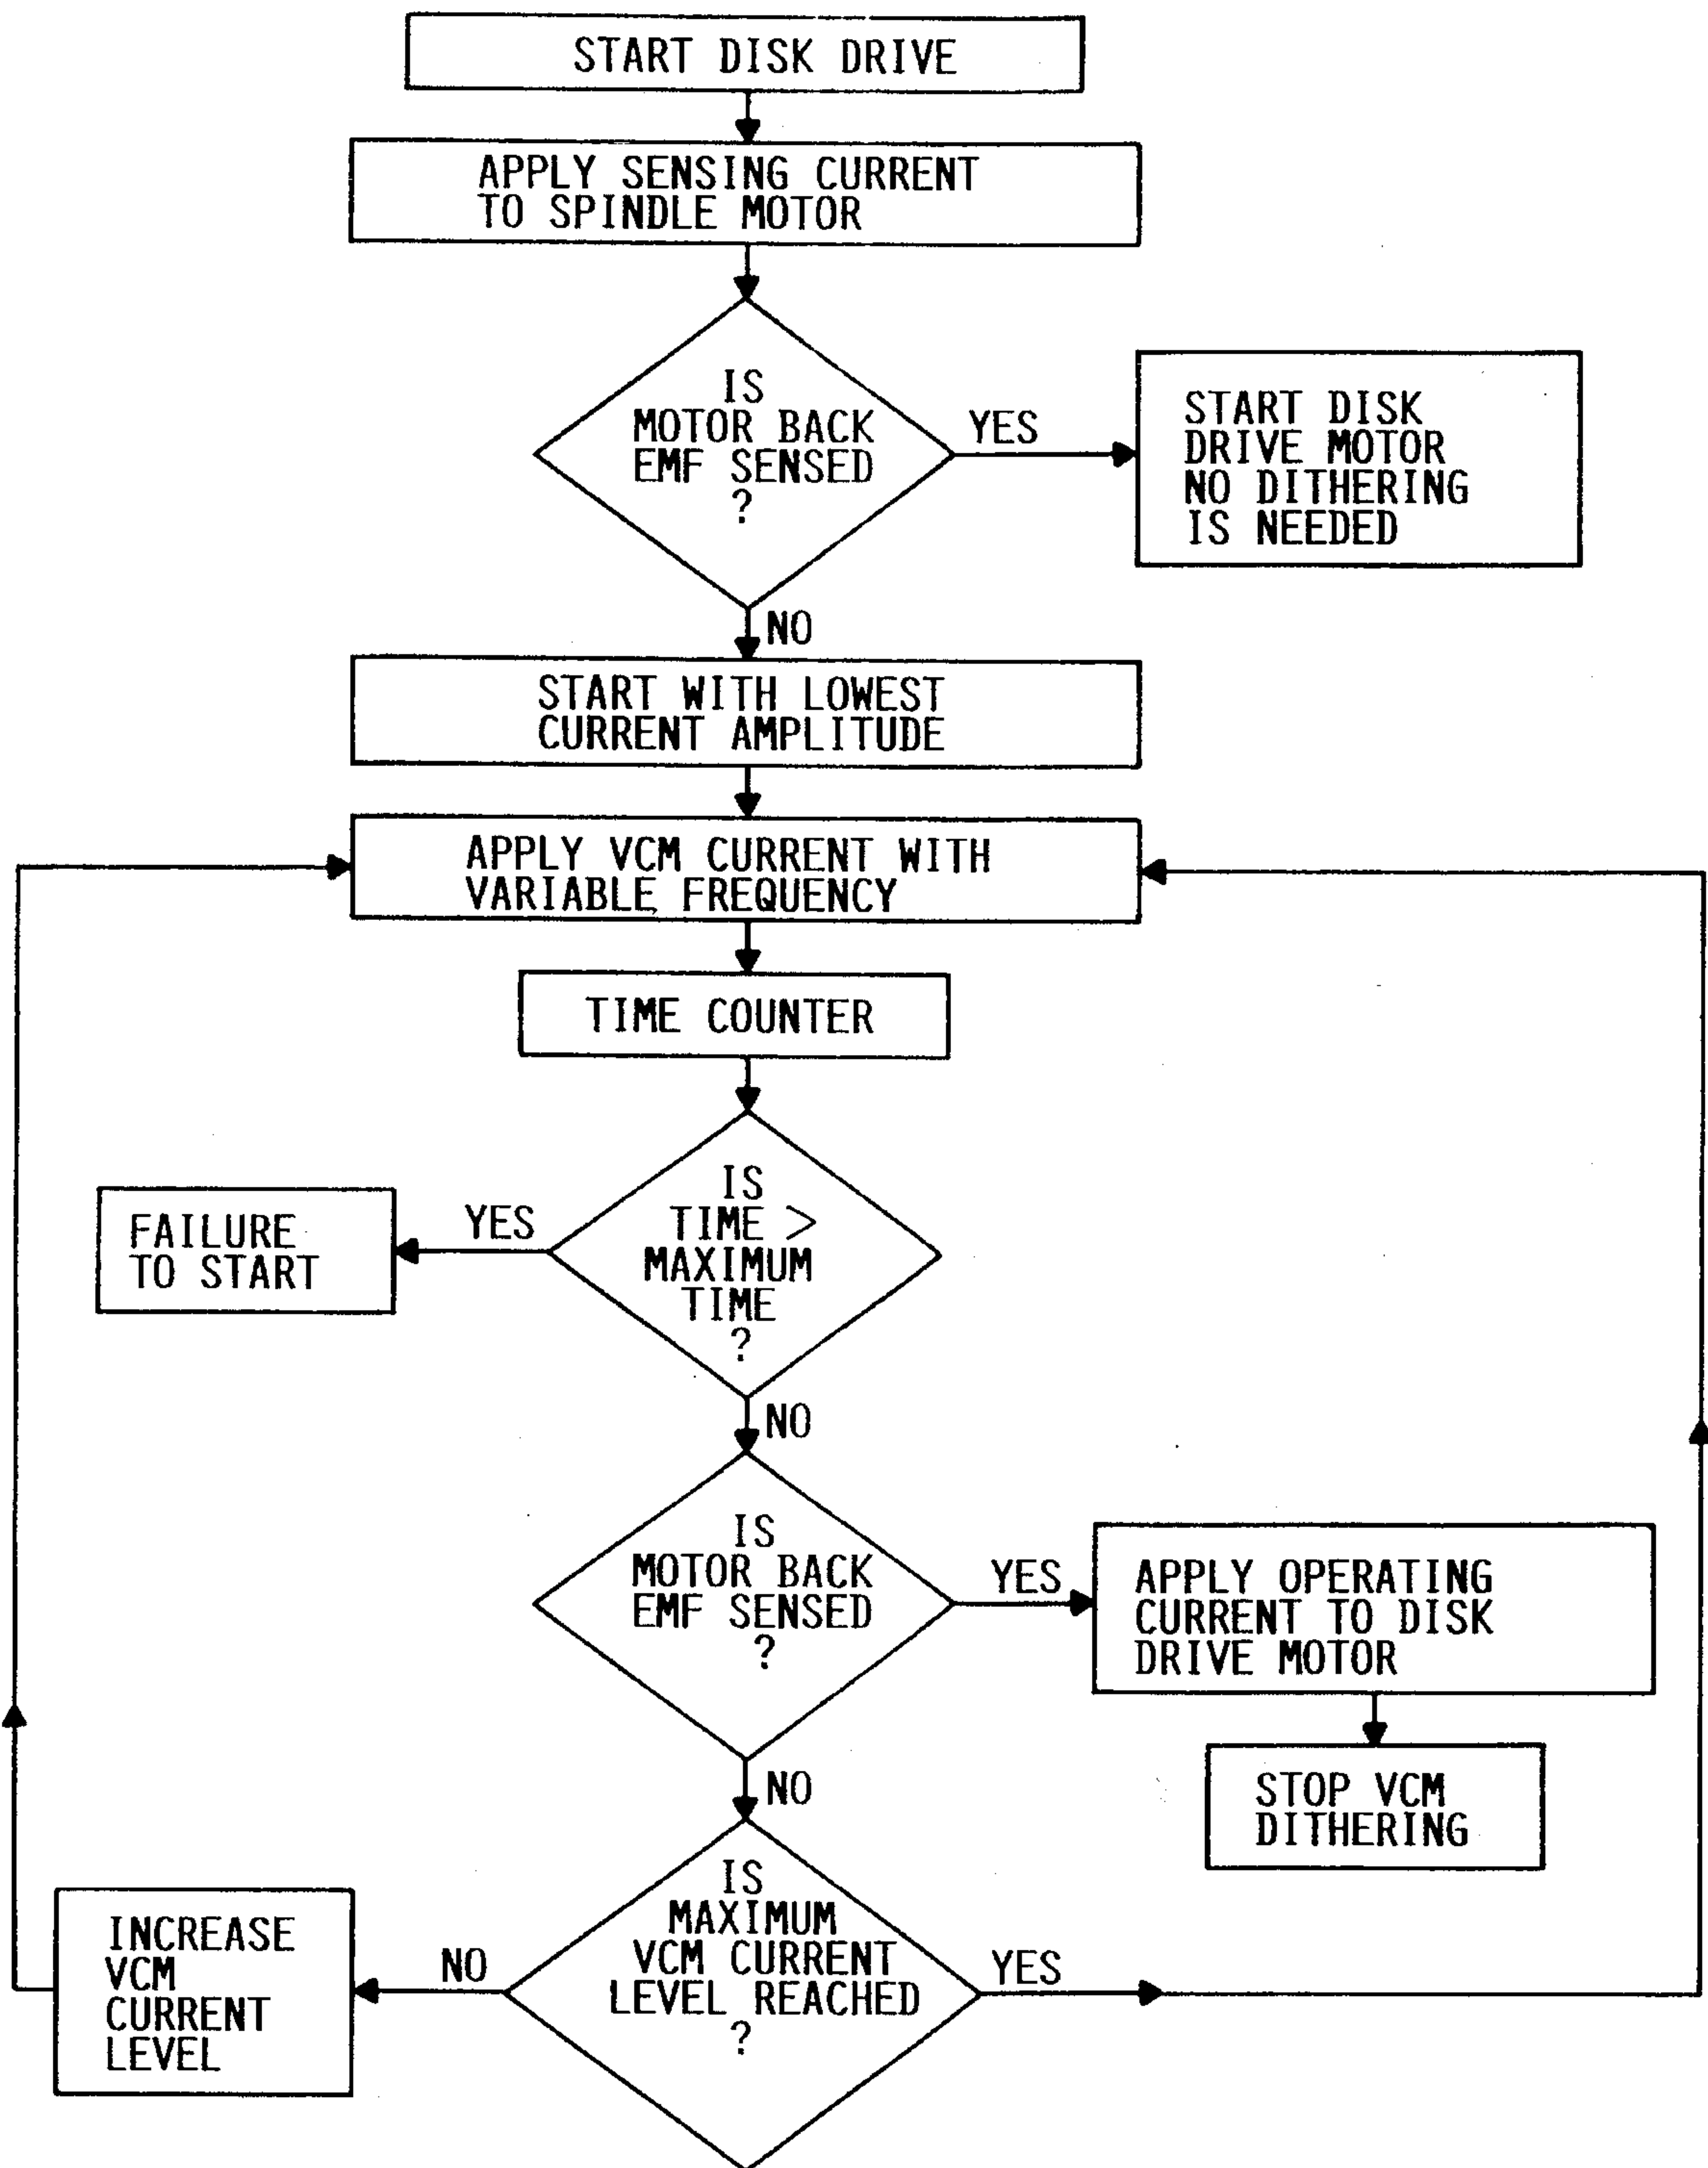 START DISK DRIVE
APPLY SENSING CURRENT
TO SPINDLE MOTOR
IS
MOTOR BACK
EMF SENSED
?
YES
START DISK
DRIVE MOTOR
NO DITHERING
IS NEEDED
NO
START WITH LOWEST
CURRENT AMPLITUDE
APPLY VCM CURRENT WITH
VARIABLE FREQUENCY
TIME COUNTER
IS
TIME >
MAXIMUM
TIME
?
YES
FAILURE
TO START
NO
IS
MOTOR BACK
EMF SENSED
?
YES
APPLY OPERATING
CURRENT TO DISK
DRIVE MOTOR
STOP VCM
DITHERING
NO
IS
MAXIMUM
VCM CURRENT
LEVEL REACHED
?
NO
INCREASE
VCM
CURRENT
LEVEL
YES